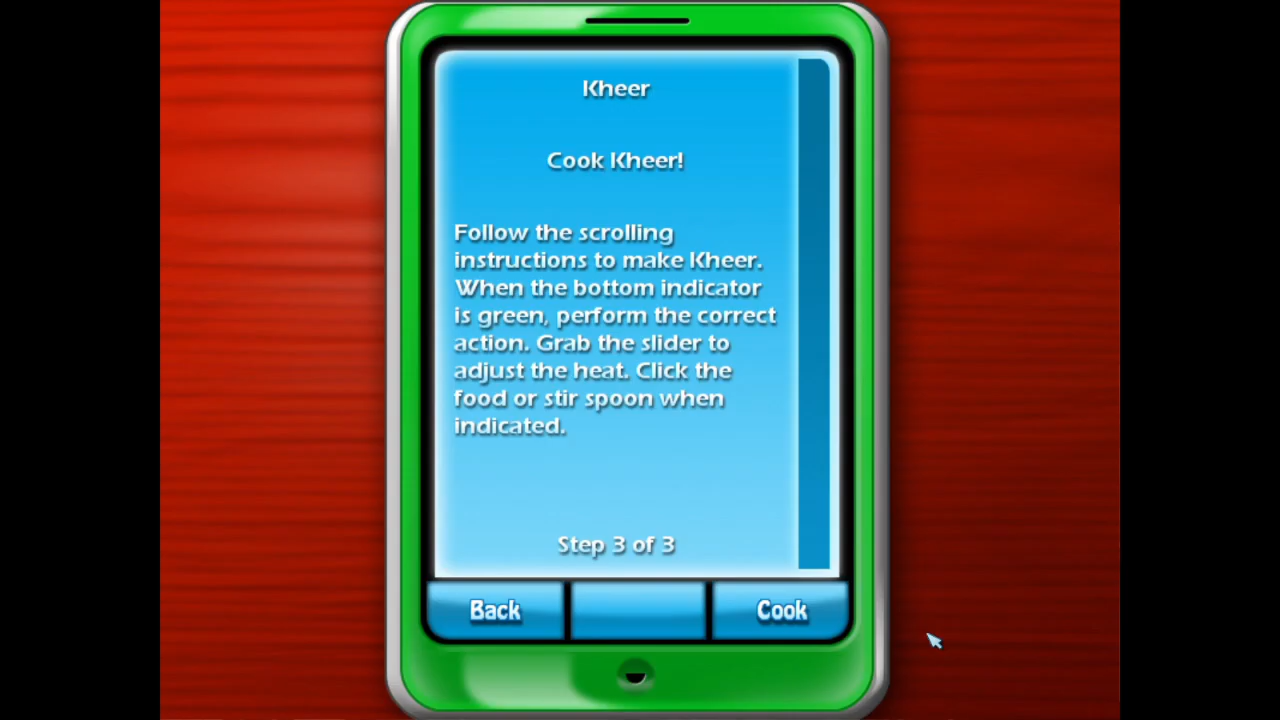 Kheer
Cook Kheer!
Follow the scrolling
instructions to make Kheer.
When the bottom indicator
is green, perform the correct
action. Grab the slider to
adjust the heat. Click the
food or stir spoon when
indicated.
Step 3 of 3
Back
Cook